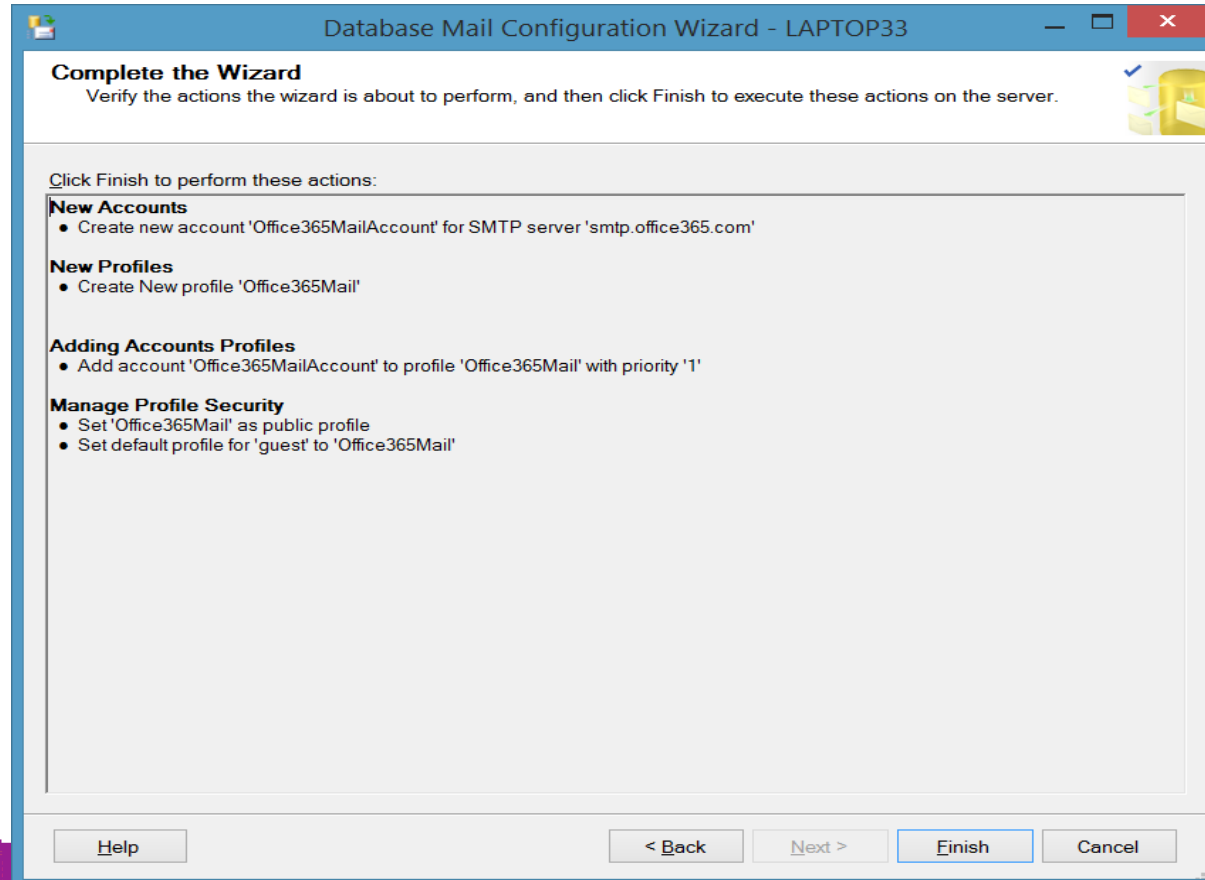 Database Mail Configuration Wizard - LAPTOP33
Complete the Wizard
Verify the actions the wizard is about to perform, and then click Finish to execute these actions on the server.
Click Finish to perform these actions:
New Accounts
● Create new account 'Office365MailAccount' for SMTP server 'smtp.office365.com'
New Profiles
● Create New profile 'Office365Mail'
Adding Accounts Profiles
● Add account 'Office365MailAccount' to profile 'Office365Mail' with priority '1'
Manage Profile Security
● Set 'Office365Mail' as public profile
● Set default profile for 'guest' to 'Office365Mail'
Help < Back Next > Finish Cancel